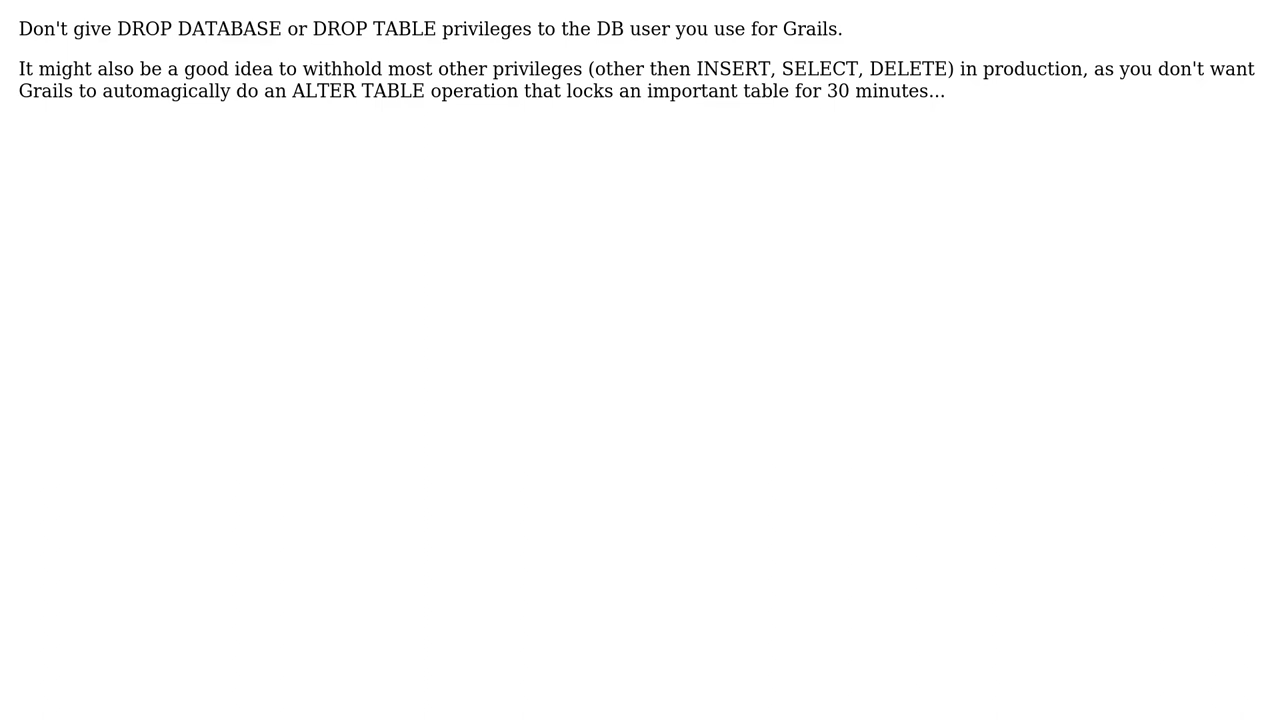 Don't give DROP DATABASE or DROP TABLE privileges to the DB user you use for Grails.
It might also be a good idea to withhold most other privileges (other then INSERT, SELECT, DELETE) in production, as you don't want
Grails to automagically do an ALTER TABLE operation that locks an important table for 30 minutes...